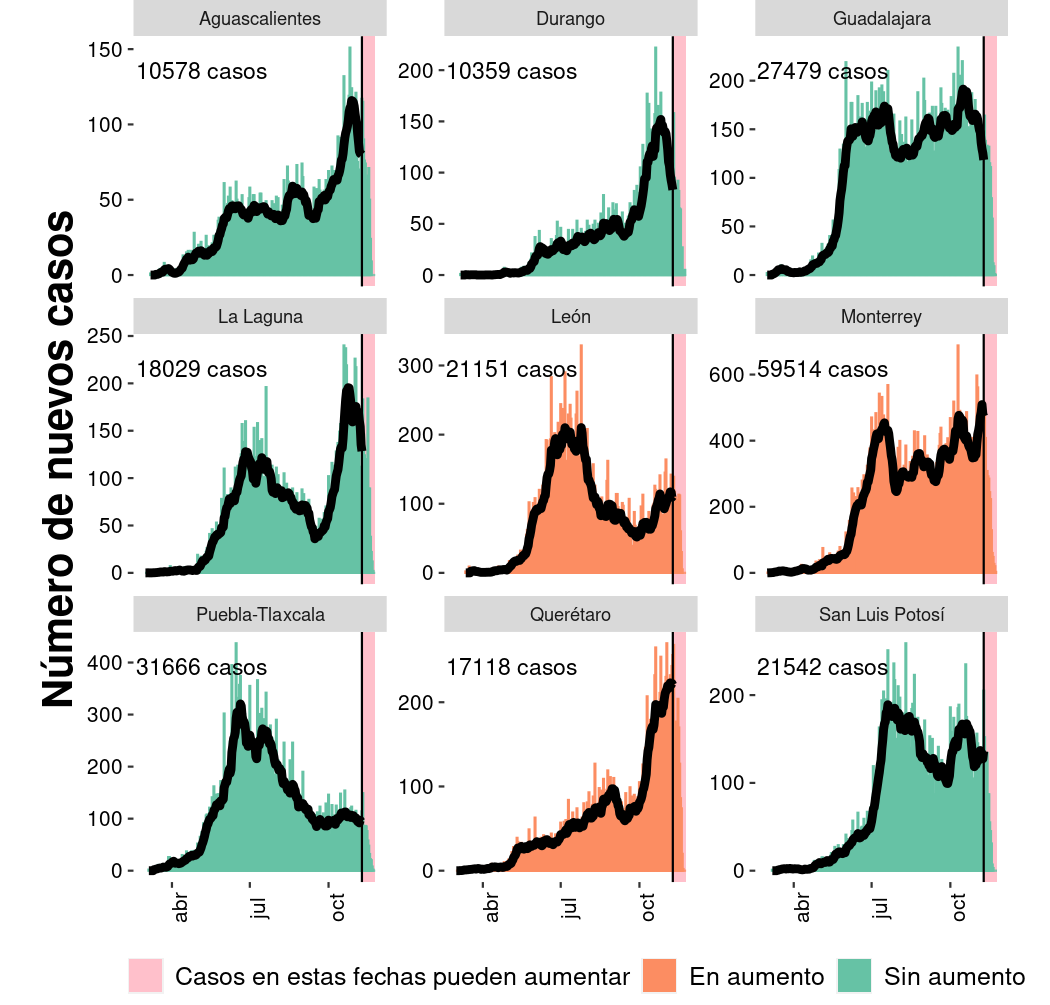 Número de nuevos casos
Aguascalientes
Durango
Guadalajara
150
100
50
0
10578 casos
200
150
100
50
0
10359 casos
200
150
100
50
0
27479 casos
La Laguna
León
Monterrey
250
200
150
100
50
0
18029 casos
300
200
100
0
21151 casos
600
400
200
0
59514 casos
Puebla-Tlaxcala
Querétaro
San Luis Potosí
400
300
200
100
0
31666 casos
200
100
0
17118 casos
200
100
0
21542 casos
abr jul oct
abr jul oct
abr jul oct
Casos en estas fechas pueden aumentar En aumento Sin aumento